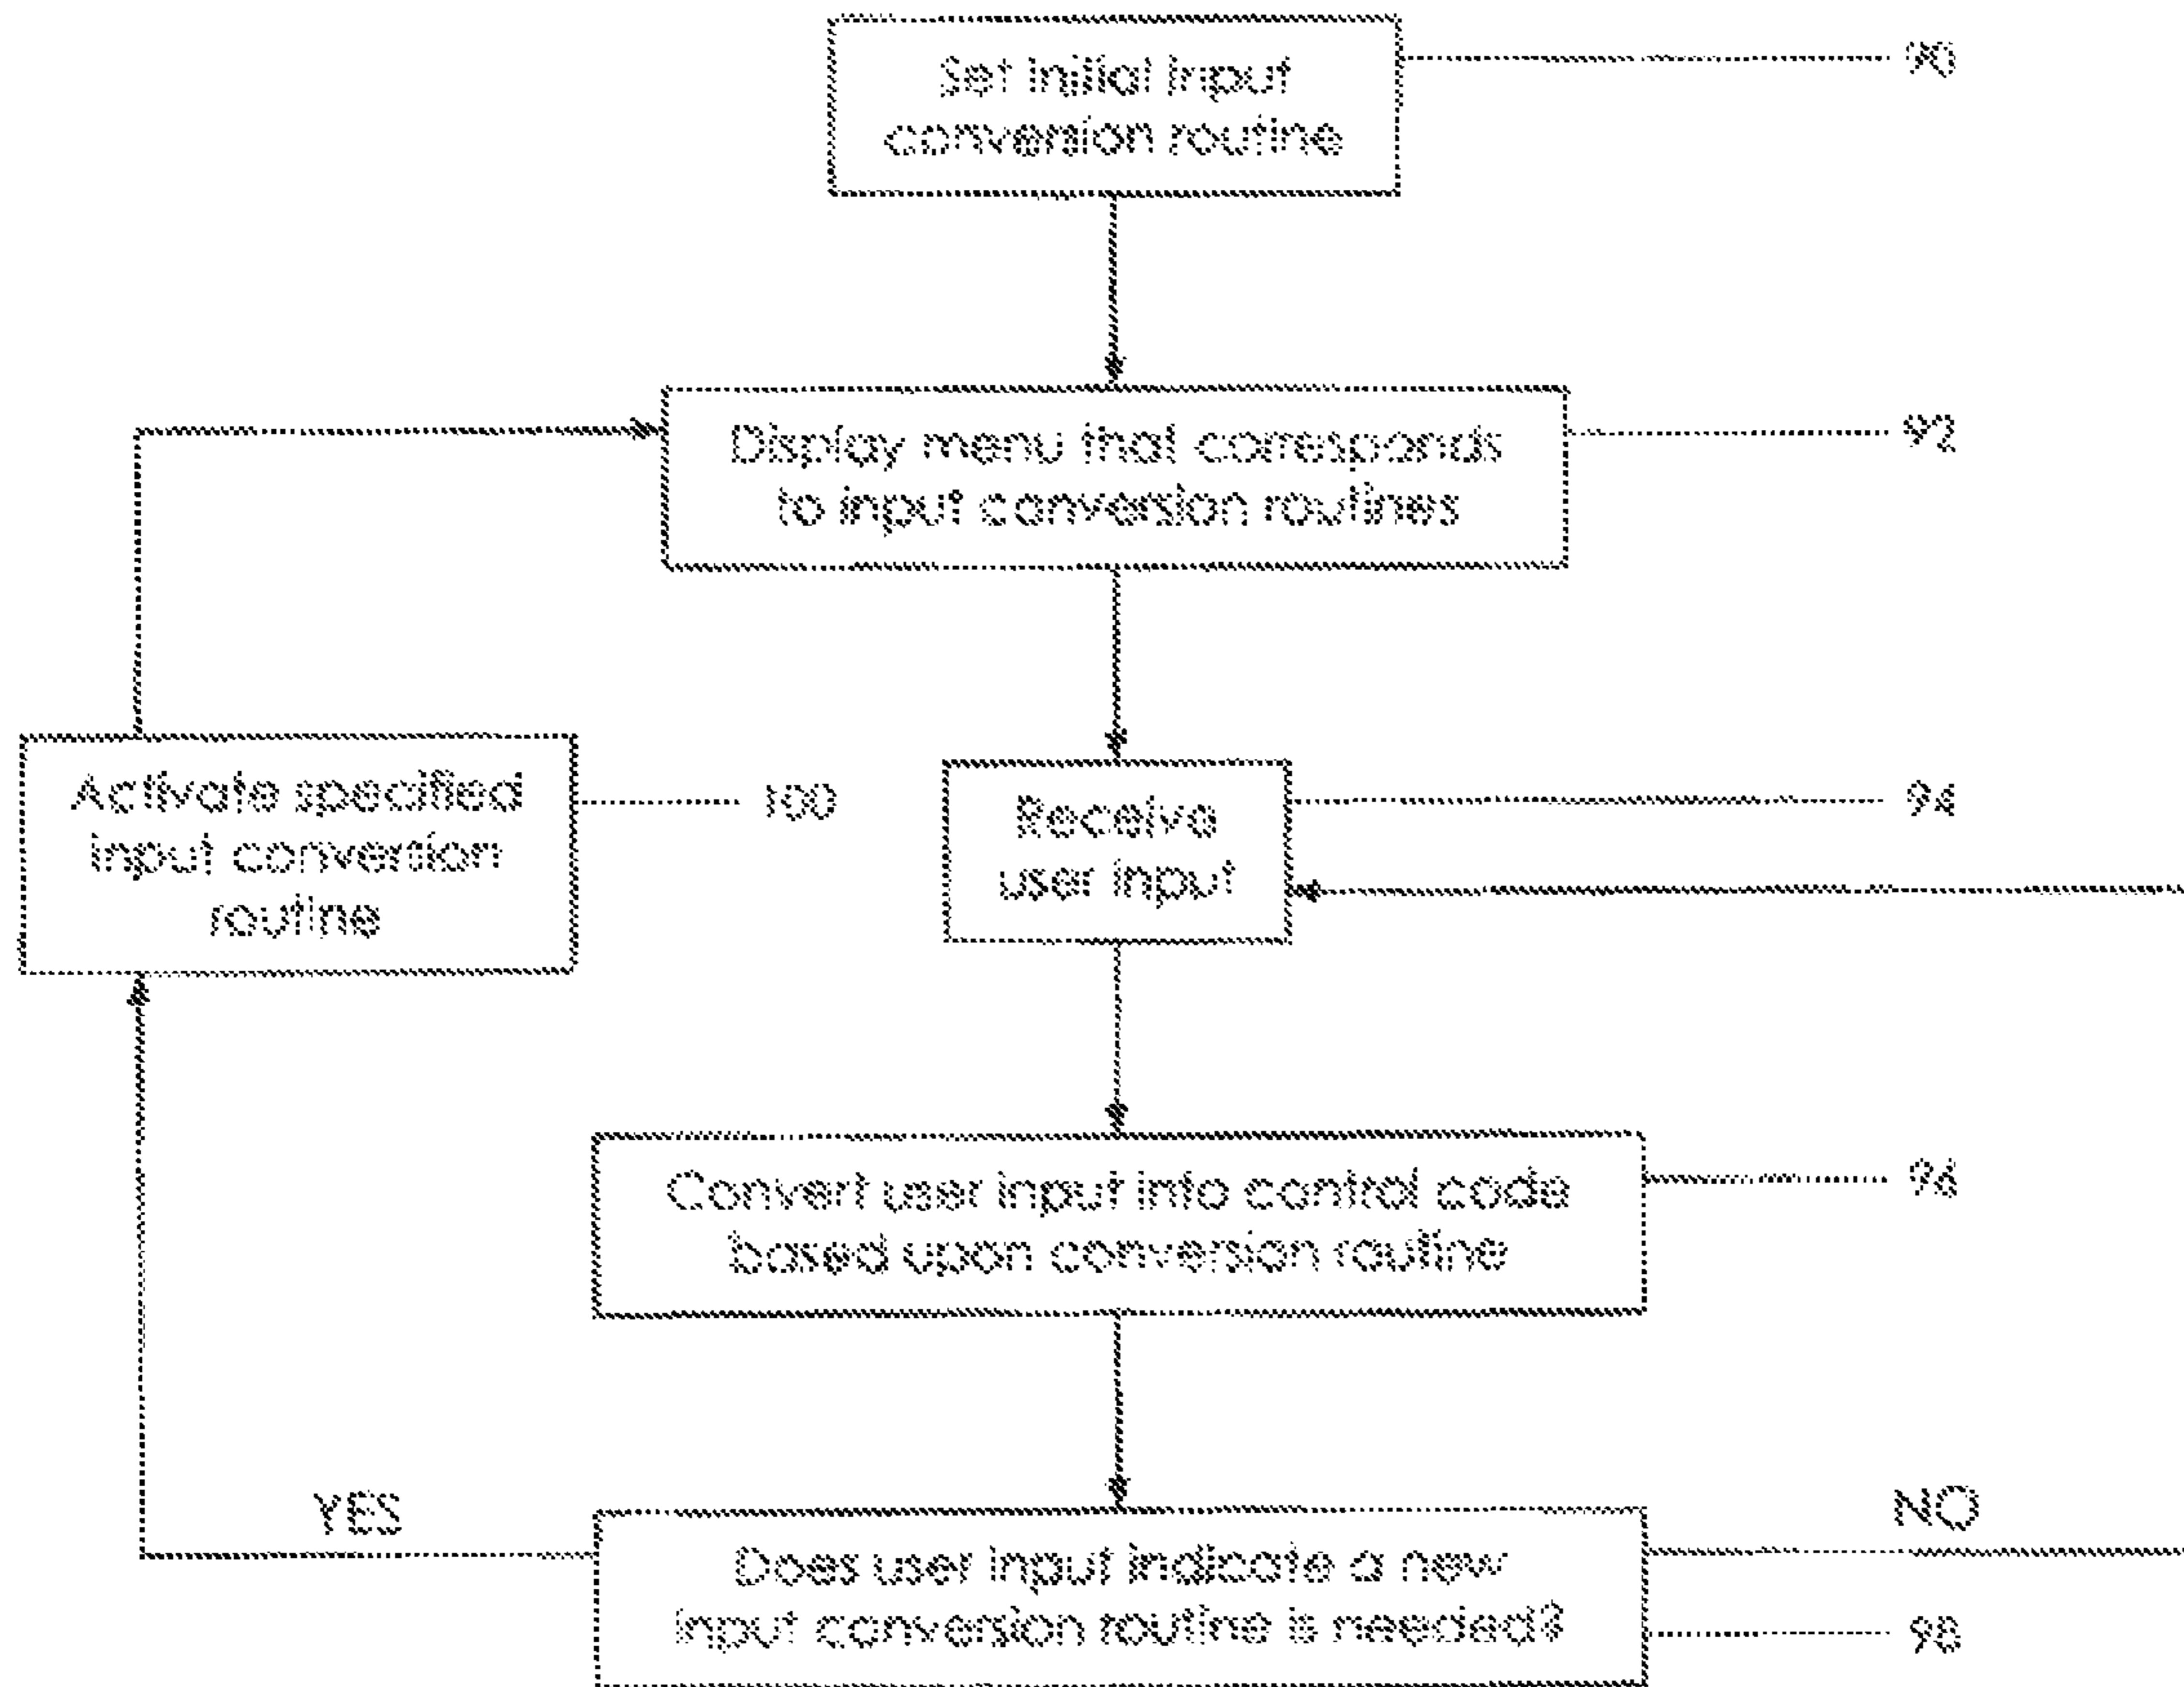 Set initial input
conversion routine
90
Display menu that corresponds
to input conversion routines
92
Activate specified
input convertion
routine
100
Receive
user input
94
Convert user input into control code
based upon conversion routine
96
YES
NO
Does user input indicate a new
input conversion routine is needed?
98